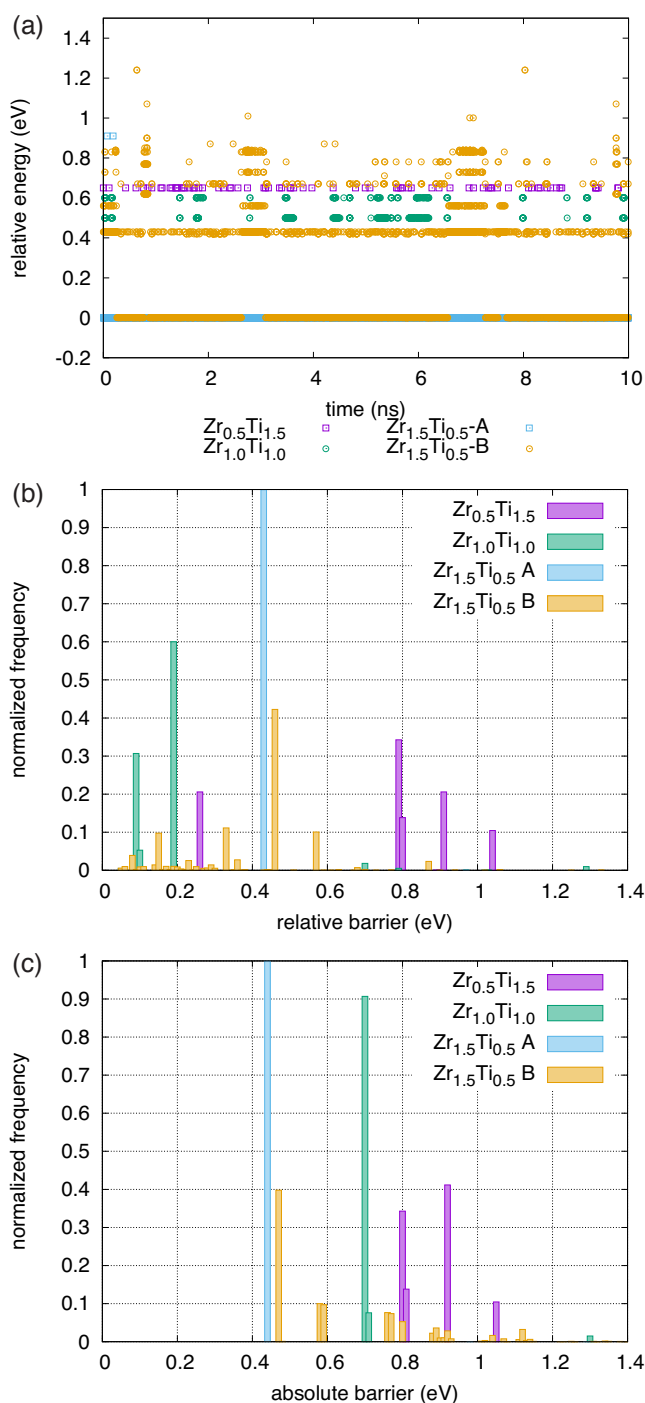 (a)
relative energy (eV)
1.4
1.2
1
0.8
0.6
0.4
0.2
0
-0.2
0 2 4 6 8 10
time (ns)
Zr0.5Ti1.5 Zr1.5Ti0.5-A
Zr1.0Ti1.0 Zr1.5Ti0.5-B
(b)
normalized frequency
1
0.9
0.8
0.7
0.6
0.5
0.4
0.3
0.2
0.1
0
Zr0.5Ti1.5
Zr1.0Ti1.0
Zr1.5Ti0.5 A
Zr1.5Ti0.5 B
0 0.2 0.4 0.6 0.8 1 1.2 1.4
relative barrier (eV)
(c)
normalized frequency
1
0.9
0.8
0.7
0.6
0.5
0.4
0.3
0.2
0.1
0
Zr0.5Ti1.5
Zr1.0Ti1.0
Zr1.5Ti0.5 A
Zr1.5Ti0.5 B
0 0.2 0.4 0.6 0.8 1 1.2 1.4
absolute barrier (eV)